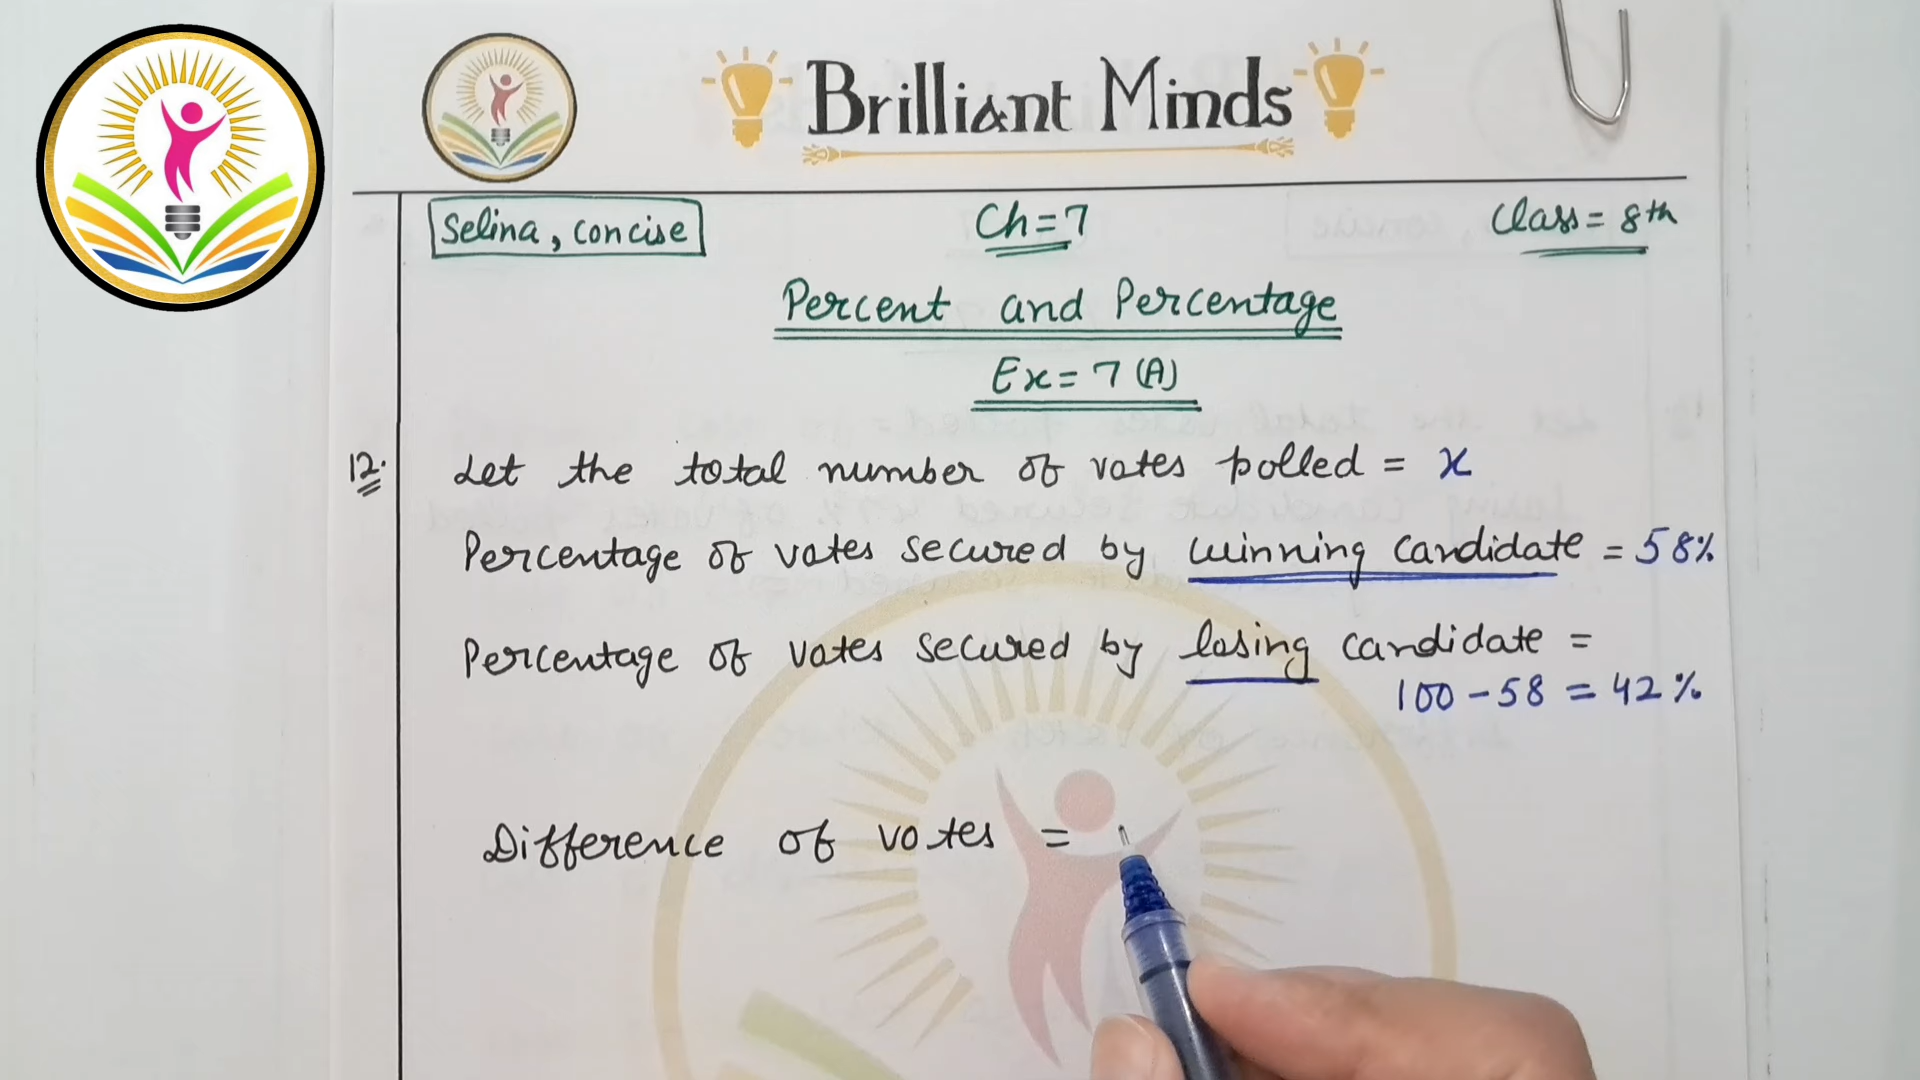 Brilliant Minds
Selina, concise Ch=7 Class = 8th
Percent and Percentage
Ex = 7 (A)
12. Let the total number of votes polled = x
Percentage of votes secured by winning candidate = 58%
Percentage of votes secured by losing candidate =
100 - 58 = 42%
Difference of votes =